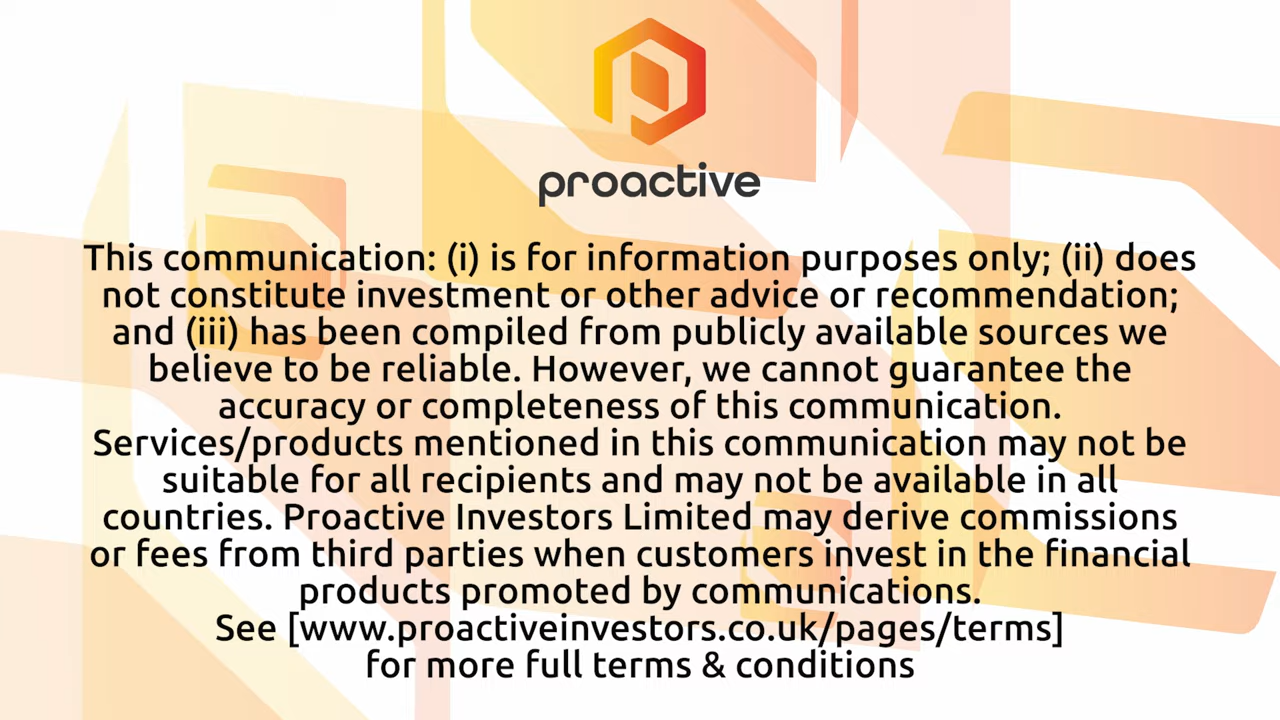 proactive
This communication: (i) is for information purposes only; (ii) does
not constitute investment or other advice or recommendation;
and (iii) has been compiled from publicly available sources we
believe to be reliable. However, we cannot guarantee the
accuracy or completeness of this communication.
Services/products mentioned in this communication may not be
suitable for all recipients and may not be available in all
countries. Proactive Investors Limited may derive commissions
or fees from third parties when customers invest in the financial
products promoted by communications.
See [www.proactiveinvestors.co.uk/pages/terms]
for more full terms & conditions